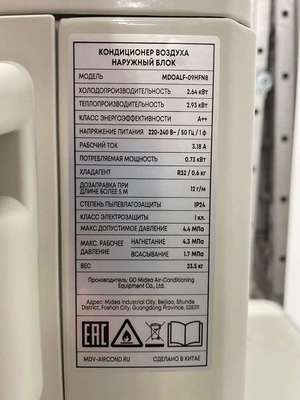 КОНДИЦИОНЕР ВОЗДУХА
НАРУЖНЫЙ БЛОК
МОДЕЛЬ MDOALF-09HFN8
ХОЛОДОПРОИЗВОДИТЕЛЬНОСТЬ 2.64 кВт
ТЕПЛОПРОИЗВОДИТЕЛЬНОСТЬ 2.93 кВт
КЛАСС ЭНЕРГОЭФФЕКТИВНОСТИ A++
НАПРЯЖЕНИЕ ПИТАНИЯ 220-240 В~ / 50 Гц / 1 ф
РАБОЧИЙ ТОК 3.18 А
ПОТРЕБЛЯЕМАЯ МОЩНОСТЬ 0.73 кВт
ХЛАДАГЕНТ R32 / 0.6 кг
ДОЗАПРАВКА ПРИ
ДЛИНЕ БОЛЕЕ 5 М 12 г/м
СТЕПЕНЬ ПЫЛЕВЛАГОЗАЩИТЫ IP24
КЛАСС ЭЛЕКТРОЗАЩИТЫ I кл.
МАКС ДОПУСТИМОЕ ДАВЛЕНИЕ 4.4 МПа
МАКС. РАБОЧЕЕ
ДАВЛЕНИЕ НАГНЕТАНИЕ 4.3 МПа
ВСАСЫВАНИЕ 1.7 МПа
ВЕС 23.5 кг
Производитель: GD Midea Air-Conditioning
Equipment Co., Ltd.
Адрес: Midea Industrial City, Beijiao, Shunde
District, Foshan City, Guangdong Province, 528311
EAC
MDV-AIRCOND.RU СДЕЛАНО В КИТАЕ